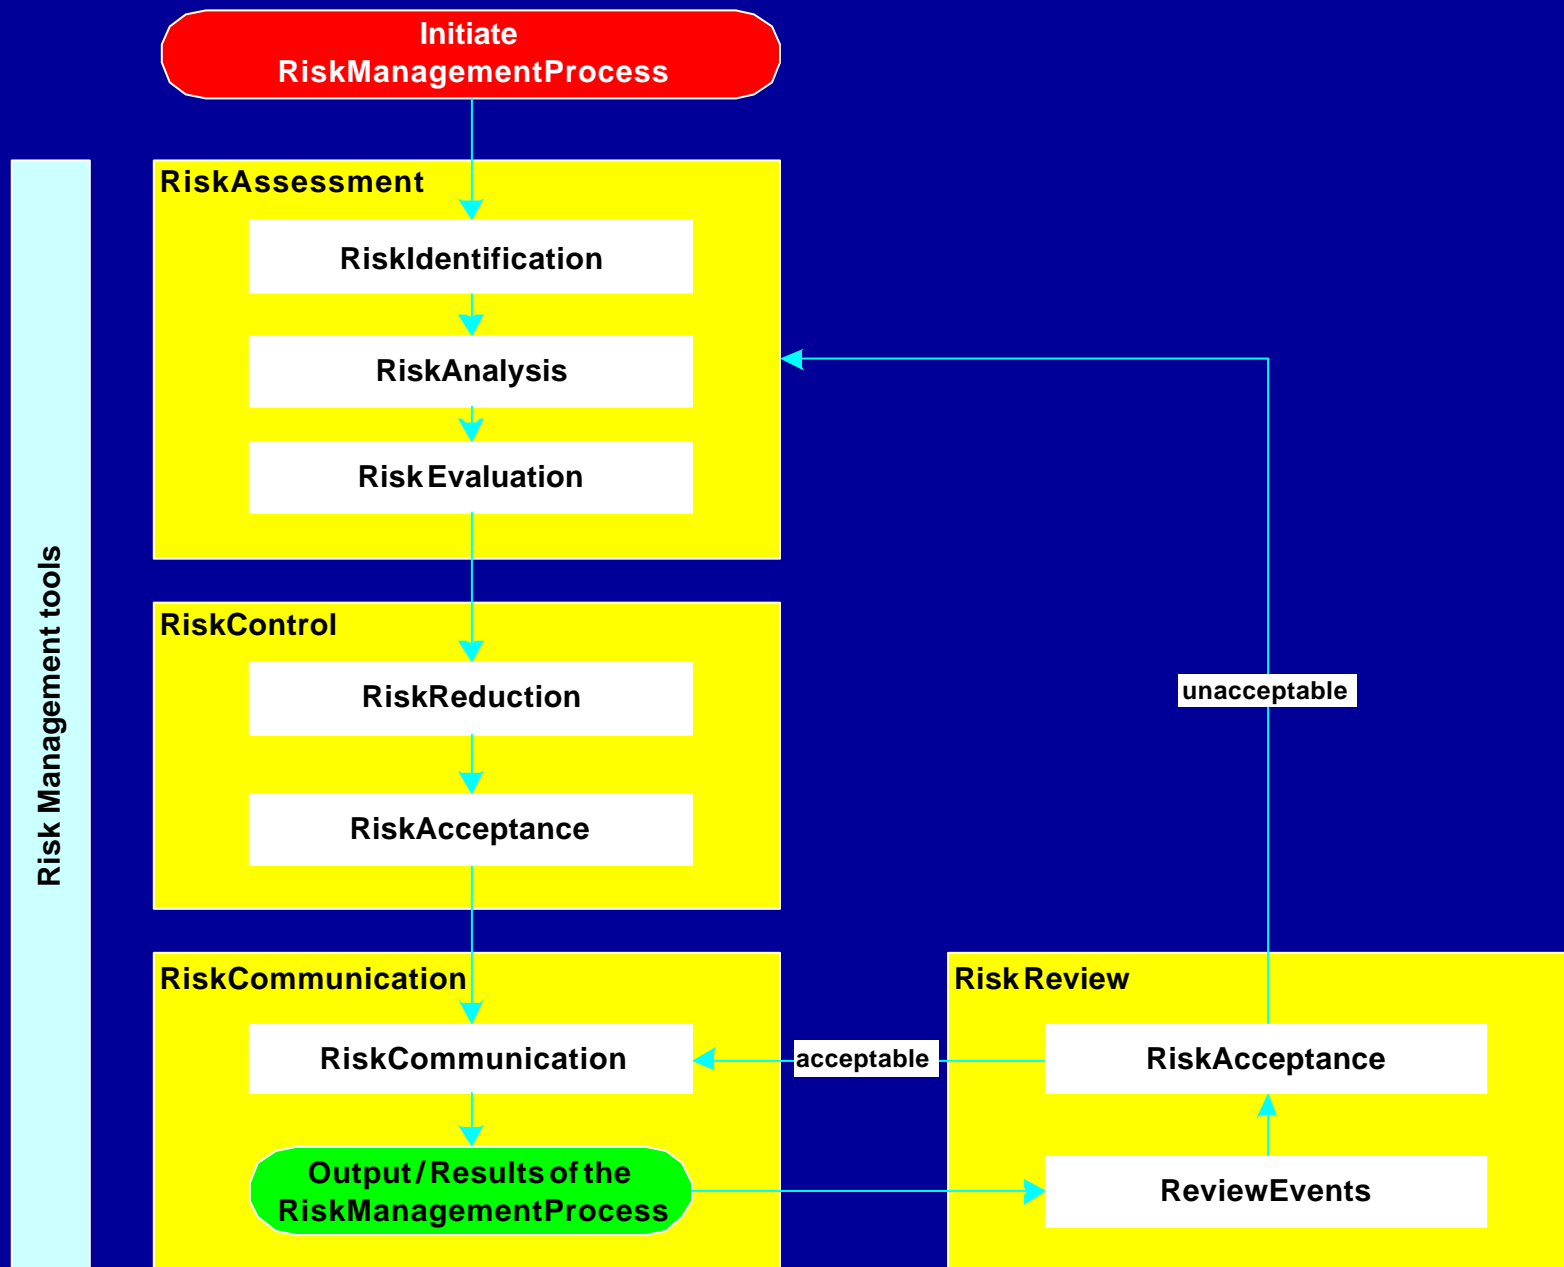 Initiate
RiskManagementProcess
Risk Management tools
RiskAssessment
RiskIdentification
RiskAnalysis
Risk Evaluation
RiskControl
RiskReduction
RiskAcceptance
unacceptable
RiskCommunication
RiskCommunication
Output / Results of the
RiskManagementProcess
acceptable
Risk Review
RiskAcceptance
ReviewEvents